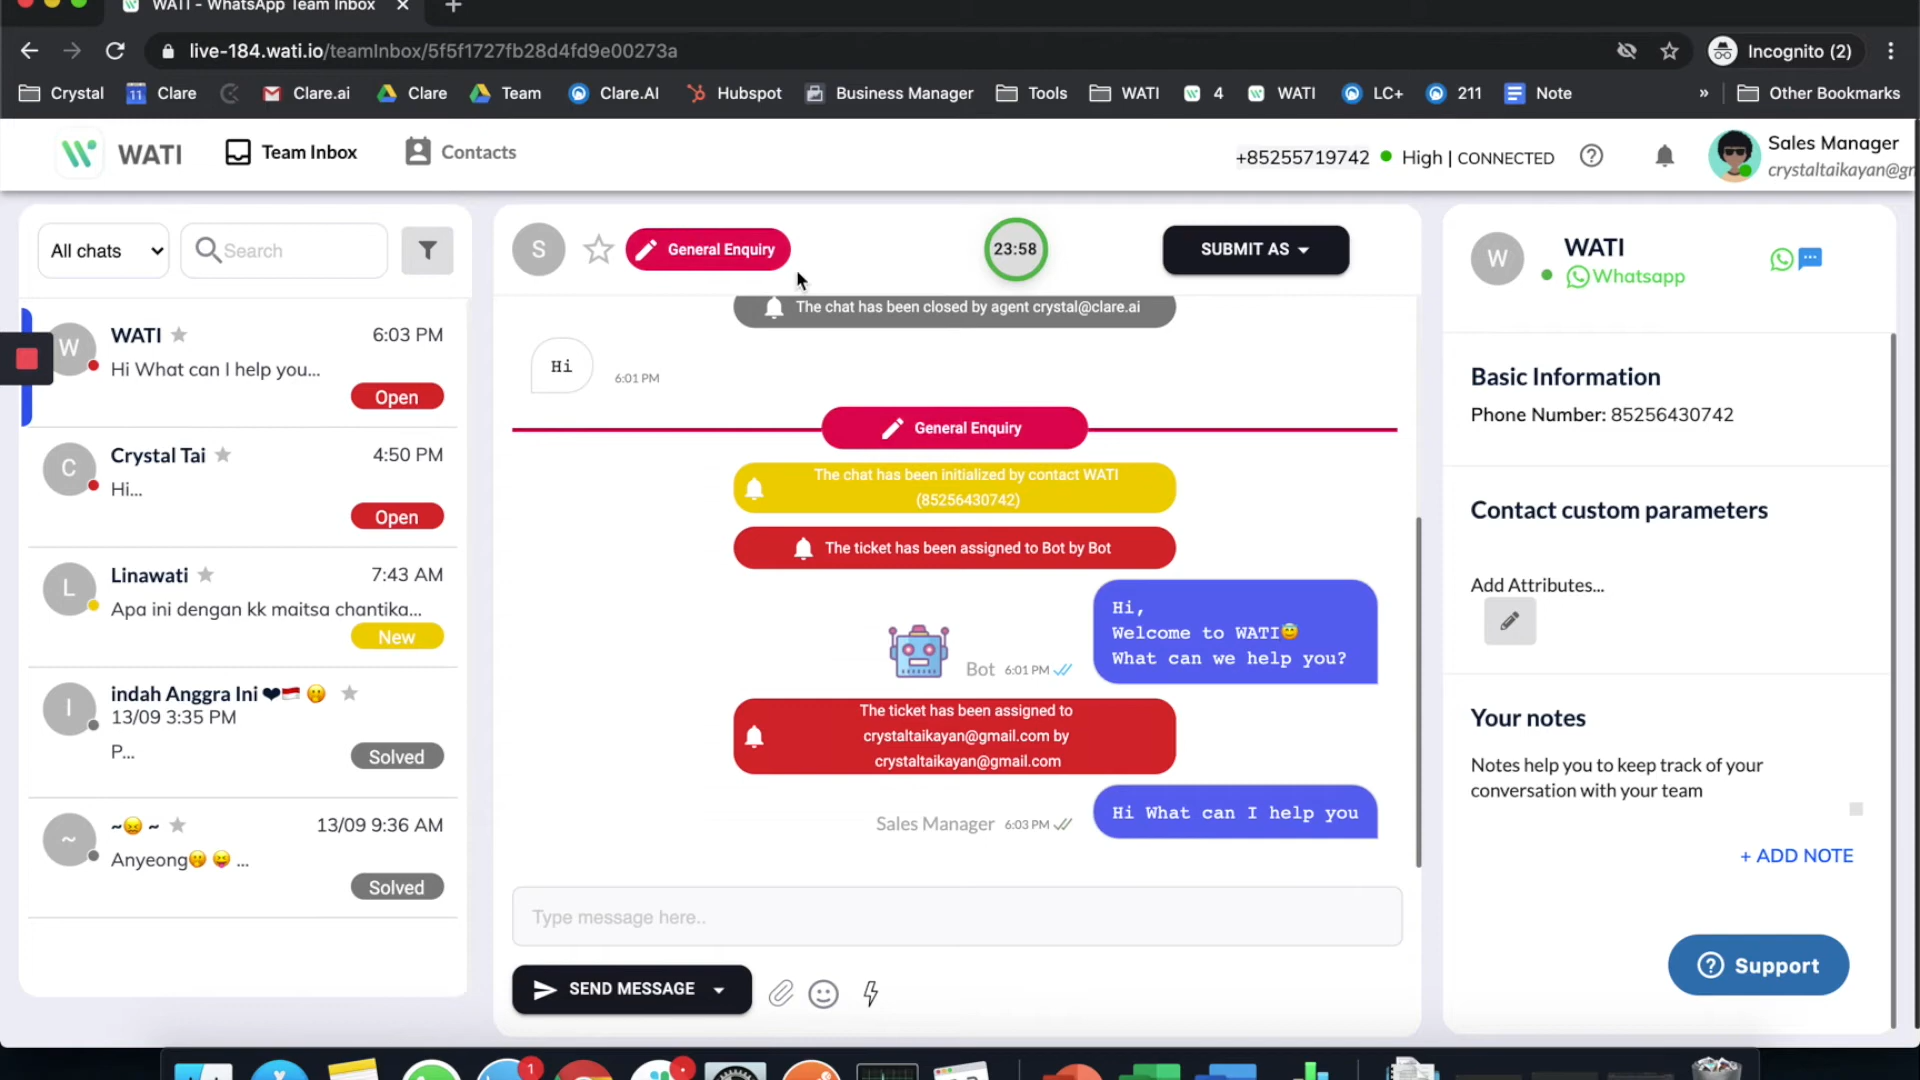 WATI - WhatsApp Team Inbox
live-184.wati.io/teamInbox/5f5f1727fb28d4fd9e00273a
Incognito (2)
Crystal
11
Clare
Clare.ai
Clare
Team
Clare.AI
Hubspot
Business Manager
Tools
WATI
4
WATI
LC+
211
Note
»
Other Bookmarks
WATI
Team Inbox
Contacts
+85255719742
High | CONNECTED
Sales Manager
crystaltaikayan@gr
All chats
Search
W
WATI
6:03 PM
Hi What can I help you...
Open
C
Crystal Tai
4:50 PM
Hi...
Open
L
Linawati
7:43 AM
Apa ini dengan kk maitsa chantika...
New
I
indah Anggra Ini ❤🇮🇩 🤭
13/09 3:35 PM
P...
Solved
~
~😖 ~
13/09 9:36 AM
Anyeong🤭 😝 ...
Solved
S
General Enquiry
23:58
SUBMIT AS
The chat has been closed by agent crystal@clare.ai
Hi
6:01 PM
General Enquiry
The chat has been initialized by contact WATI
(85256430742)
The ticket has been assigned to Bot by Bot
Hi,
Welcome to WATI😇
What can we help you?
Bot 6:01 PM
The ticket has been assigned to
crystaltaikayan@gmail.com by
crystaltaikayan@gmail.com
Hi What can I help you
Sales Manager 6:03 PM
Type message here..
SEND MESSAGE
W
WATI
Whatsapp
Basic Information
Phone Number: 85256430742
Contact custom parameters
Add Attributes...
Your notes
Notes help you to keep track of your
conversation with your team
+ ADD NOTE
Support
1